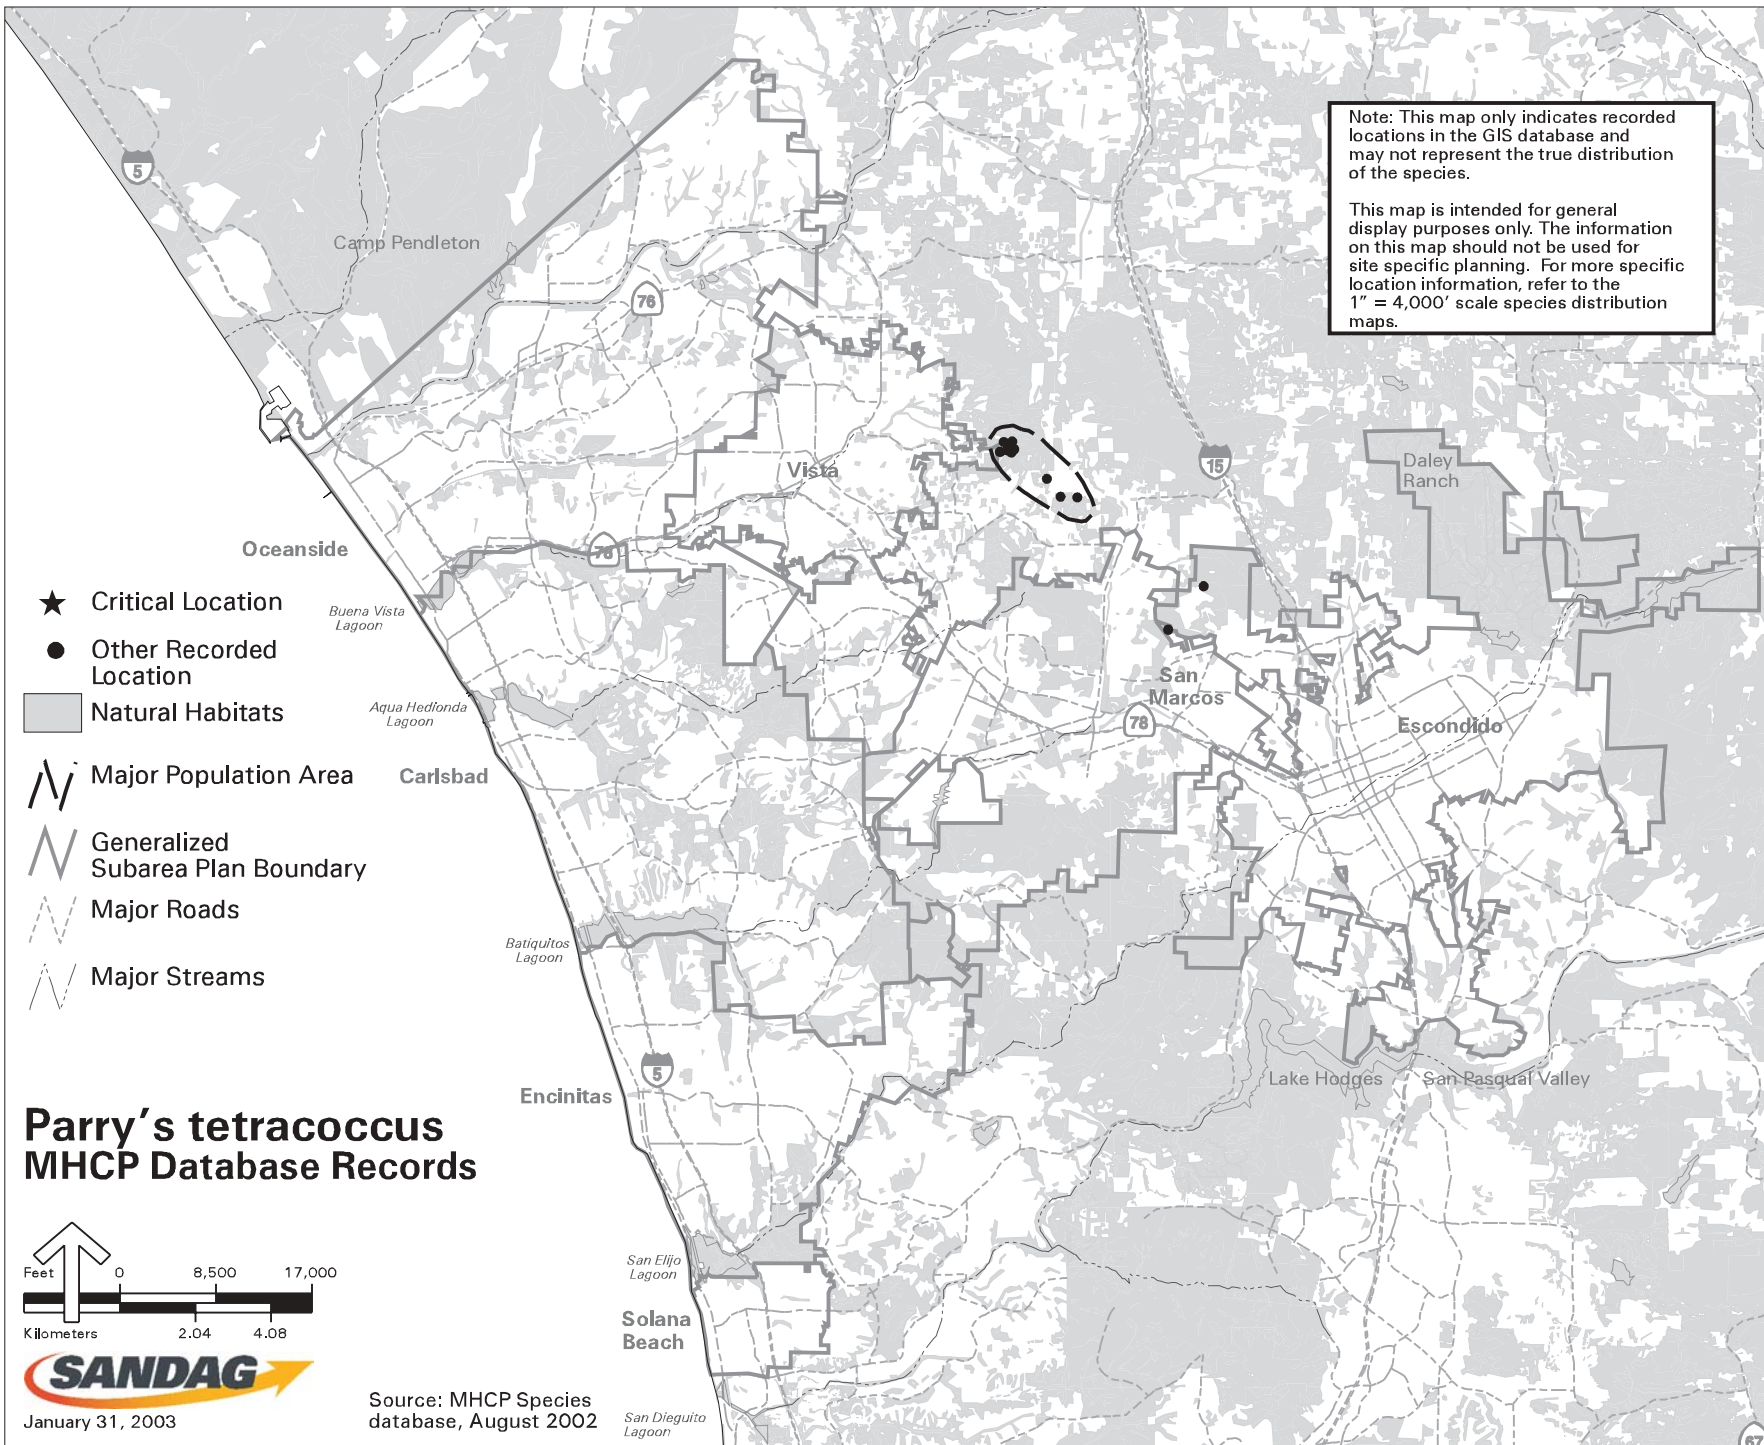 Note: This map only indicates recorded
locations in the GIS database and
may not represent the true distribution
of the species.
This map is intended for general
display purposes only. The information
on this map should not be used for
site specific planning. For more specific
location information, refer to the
1” = 4,000’ scale species distribution
maps.
5
Camp Pendleton
76
15
Daley
Ranch
Vista
Oceanside
78
Buena Vista
Lagoon
San
Marcos
78
Escondido
Aqua Hedionda
Lagoon
Carlsbad
Batiquitos
Lagoon
5
Encinitas
Lake Hodges
San Pasqual Valley
San Elijo
Lagoon
Solana
Beach
San Dieguito
Lagoon
67
Critical Location
Other Recorded
Location
Natural Habitats
Major Population Area
Generalized
Subarea Plan Boundary
Major Roads
Major Streams
Parry’s tetracoccus
MHCP Database Records
Feet 0 8,500 17,000
Kilometers 2.04 4.08
SANDAG
January 31, 2003
Source: MHCP Species
database, August 2002